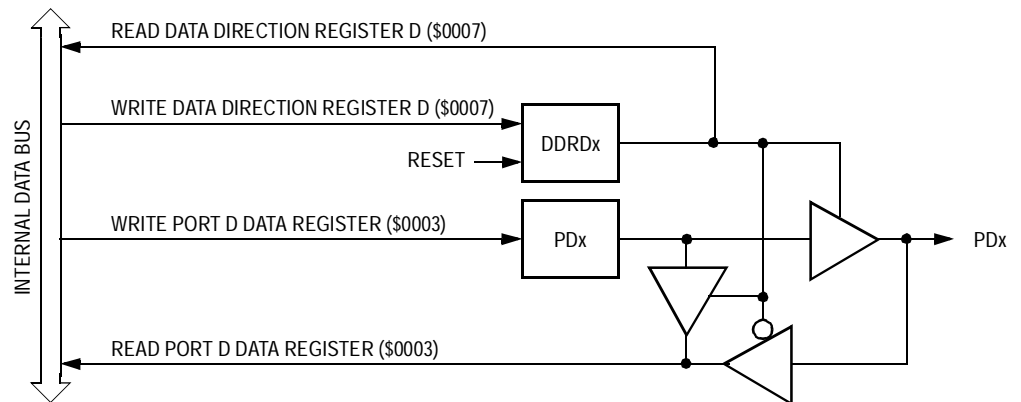 READ DATA DIRECTION REGISTER D ($0007)
WRITE DATA DIRECTION REGISTER D ($0007)
DDRDx
RESET
INTERNAL DATA BUS
WRITE PORT D DATA REGISTER ($0003)
PDx
PDx
READ PORT D DATA REGISTER ($0003)